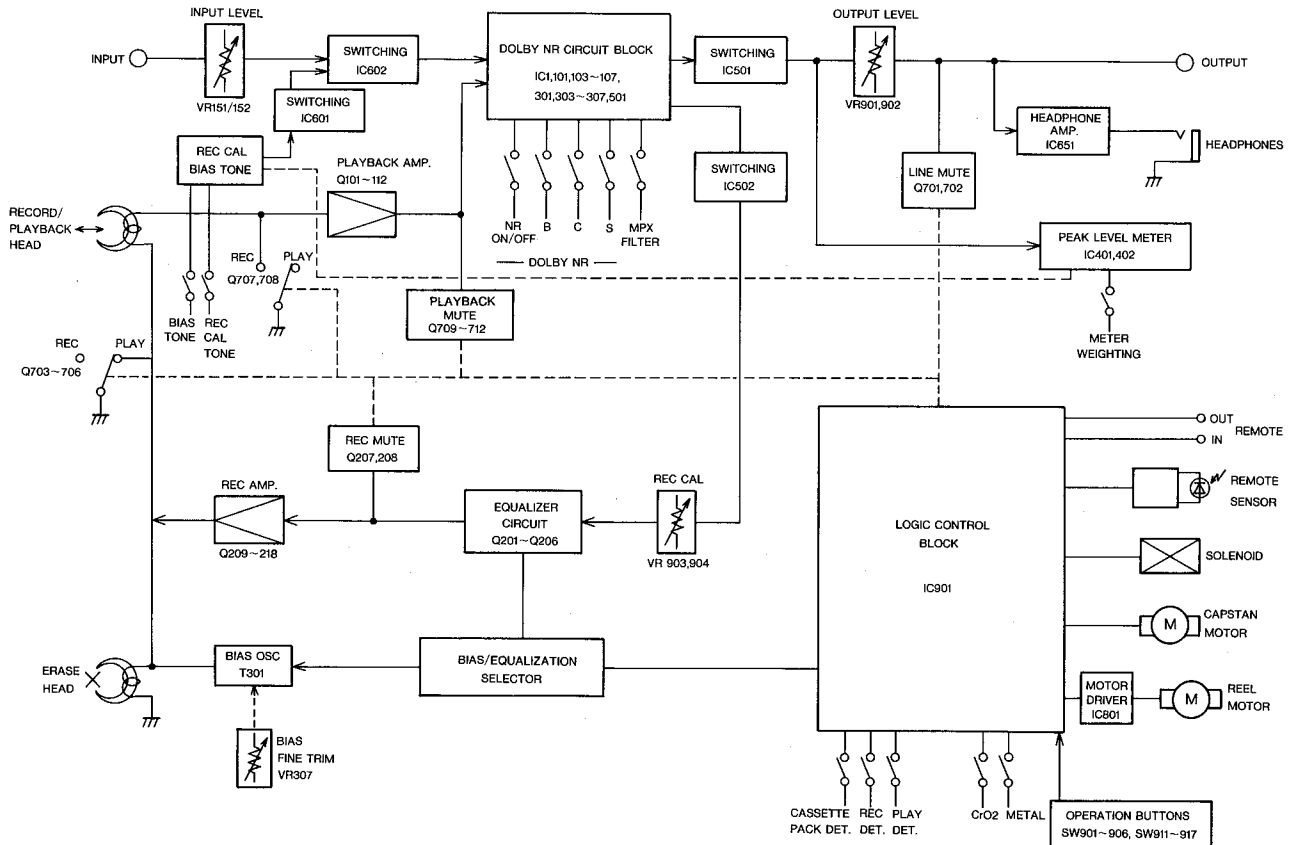 INPUT LEVEL
INPUT
VR151/152
SWITCHING
IC602
SWITCHING
IC601
DOLBY NR CIRCUIT BLOCK
IC1,101,103~107,
301,303~307,501
SWITCHING
IC501
OUTPUT LEVEL
VR901,902
OUTPUT
HEADPHONE
AMP.
IC651
HEADPHONES
SWITCHING
IC502
LINE MUTE
Q701,702
REC CAL
BIAS TONE
PLAYBACK AMP.
Q101~112
RECORD/
PLAYBACK
HEAD
NR
ON/OFF
B
C
S
MPX
FILTER
DOLBY NR
PEAK LEVEL METER
IC401,402
METER
WEIGHTING
REC
PLAY
Q707,708
PLAYBACK
MUTE
Q709~712
BIAS
TONE
REC
CAL
TONE
REC
PLAY
Q703~706
REC MUTE
Q207,208
REC AMP.
Q209~218
EQUALIZER
CIRCUIT
Q201~Q206
REC CAL
VR 903,904
LOGIC CONTROL
BLOCK
IC901
OUT
IN
REMOTE
REMOTE
SENSOR
SOLENOID
M
CAPSTAN
MOTOR
MOTOR
DRIVER
IC801
M
REEL
MOTOR
ERASE
HEAD
BIAS OSC
T301
BIAS/EQUALIZATION
SELECTOR
BIAS
FINE TRIM
VR307
CASSETTE
PACK DET.
REC
DET.
PLAY
DET.
CrO2
METAL
OPERATION BUTTONS
SW901~906, SW911~917